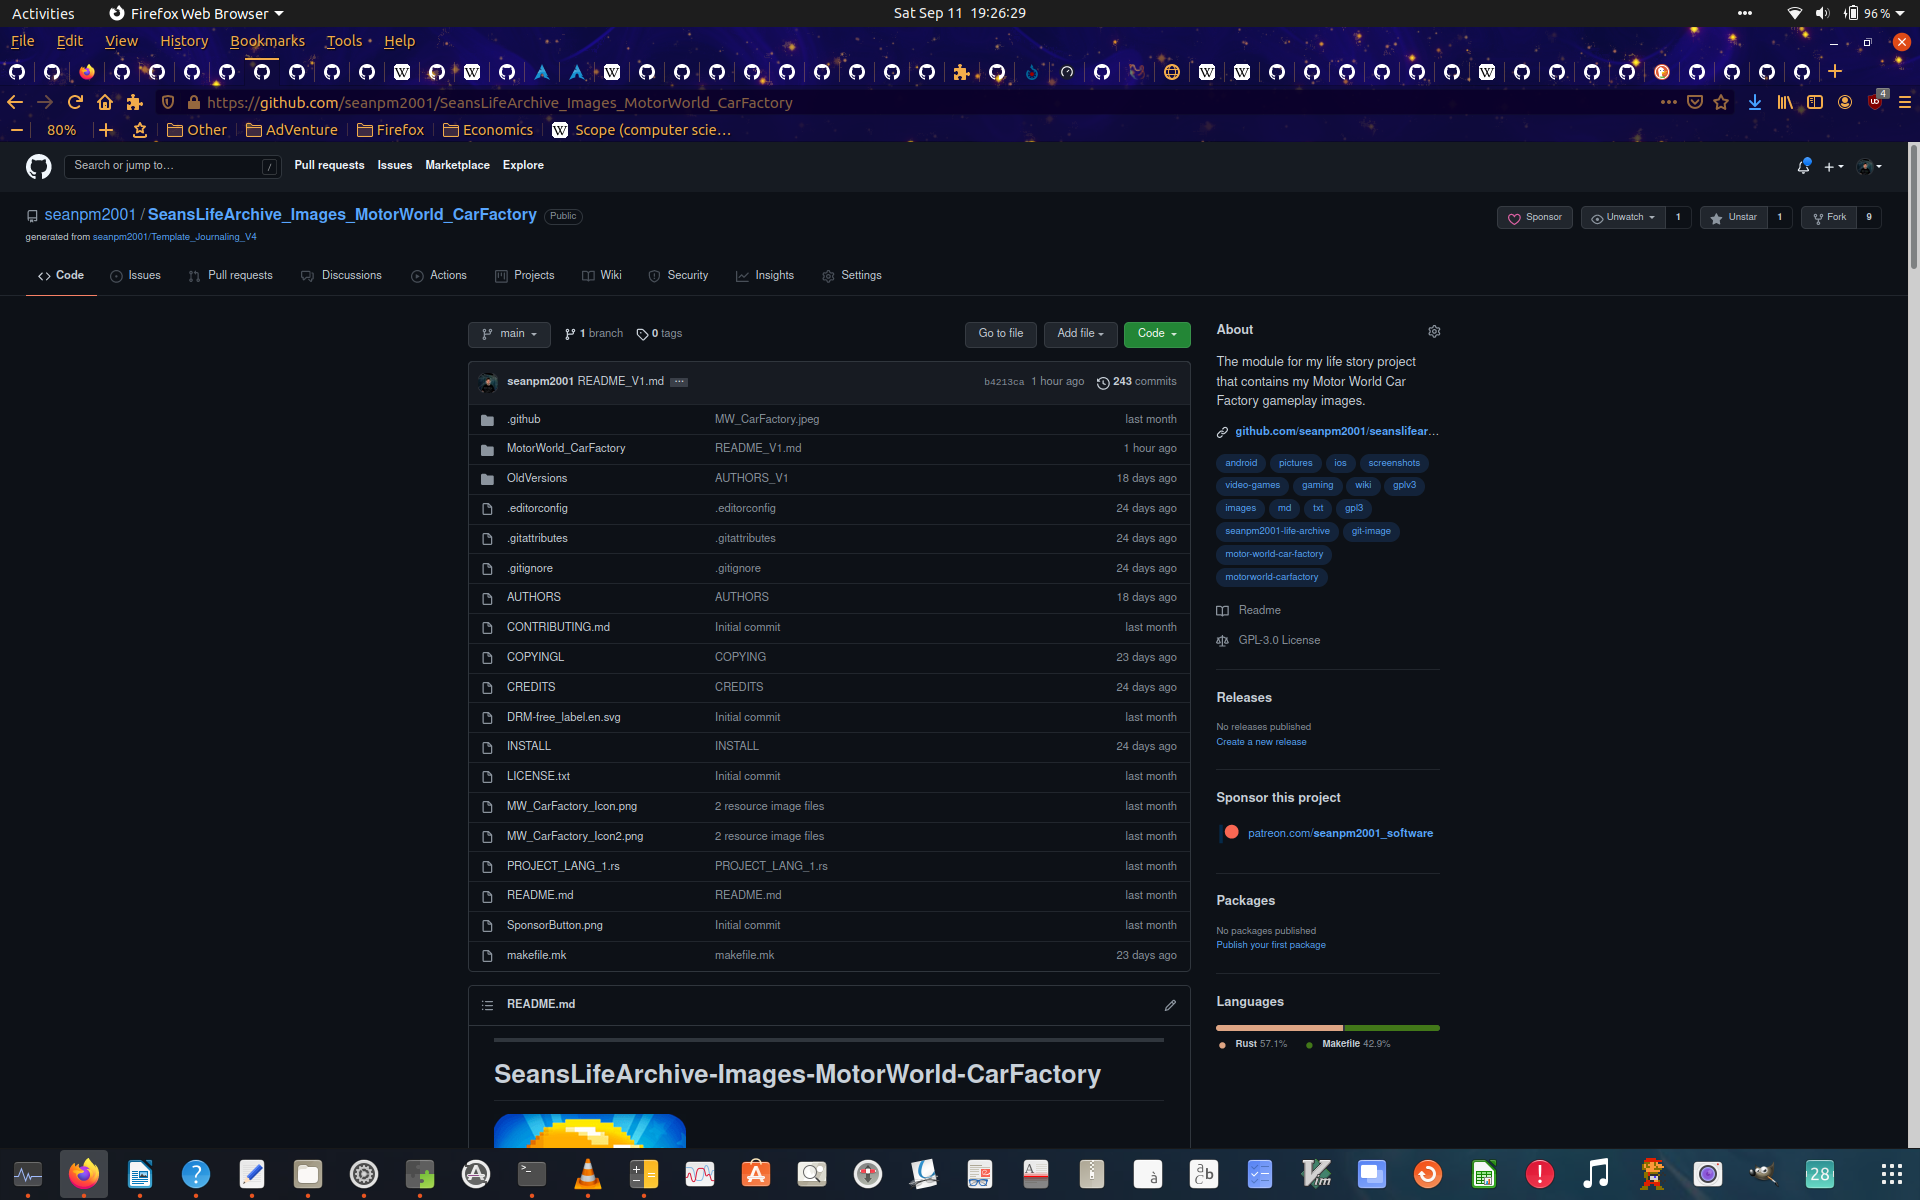 Activities
Firefox Web Browser
Sat Sep 11  19:26:29
96 %
File Edit View History Bookmarks Tools Help
https://github.com/seanpm2001/SeansLifeArchive_Images_MotorWorld_CarFactory
4
80%
Other AdVenture Firefox Economics Scope (computer scie…
Search or jump to… /
Pull requests Issues Marketplace Explore
seanpm2001 / SeansLifeArchive_Images_MotorWorld_CarFactory Public
Sponsor Unwatch 1 Unstar 1 Fork 9
generated from seanpm2001/Template_Journaling_V4
Code Issues Pull requests Discussions Actions Projects Wiki Security Insights Settings
main 1 branch 0 tags Go to file Add file Code
seanpm2001 README_V1.md ... b4213ca 1 hour ago 243 commits
.github MW_CarFactory.jpeg last month
MotorWorld_CarFactory README_V1.md 1 hour ago
OldVersions AUTHORS_V1 18 days ago
.editorconfig .editorconfig 24 days ago
.gitattributes .gitattributes 24 days ago
.gitignore .gitignore 24 days ago
AUTHORS AUTHORS 18 days ago
CONTRIBUTING.md Initial commit last month
COPYINGL COPYING 23 days ago
CREDITS CREDITS 24 days ago
DRM-free_label.en.svg Initial commit last month
INSTALL INSTALL 24 days ago
LICENSE.txt Initial commit last month
MW_CarFactory_Icon.png 2 resource image files last month
MW_CarFactory_Icon2.png 2 resource image files last month
PROJECT_LANG_1.rs PROJECT_LANG_1.rs last month
README.md README.md last month
SponsorButton.png Initial commit last month
makefile.mk makefile.mk 23 days ago
README.md
SeansLifeArchive-Images-MotorWorld-CarFactory
About
The module for my life story project
that contains my Motor World Car
Factory gameplay images.
github.com/seanpm2001/seanslifear…
android pictures ios screenshots
video-games gaming wiki gplv3
images md txt gpl3
seanpm2001-life-archive git-image
motor-world-car-factory
motorworld-carfactory
Readme
GPL-3.0 License
Releases
No releases published
Create a new release
Sponsor this project
patreon.com/seanpm2001_software
Packages
No packages published
Publish your first package
Languages
Rust 57.1% Makefile 42.9%
28